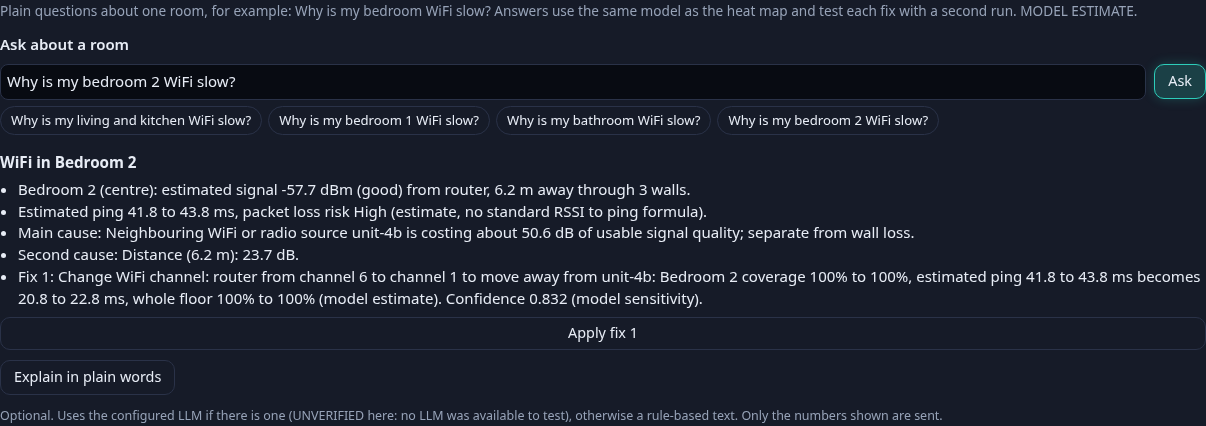 Plain questions about one room, for example: Why is my bedroom WiFi slow? Answers use the same model as the heat map and test each fix with a second run. MODEL ESTIMATE.
Ask about a room
Why is my bedroom 2 WiFi slow?
Ask
Why is my living and kitchen WiFi slow?
Why is my bedroom 1 WiFi slow?
Why is my bathroom WiFi slow?
Why is my bedroom 2 WiFi slow?
WiFi in Bedroom 2
• Bedroom 2 (centre): estimated signal -57.7 dBm (good) from router, 6.2 m away through 3 walls.
• Estimated ping 41.8 to 43.8 ms, packet loss risk High (estimate, no standard RSSI to ping formula).
• Main cause: Neighbouring WiFi or radio source unit-4b is costing about 50.6 dB of usable signal quality; separate from wall loss.
• Second cause: Distance (6.2 m): 23.7 dB.
• Fix 1: Change WiFi channel: router from channel 6 to channel 1 to move away from unit-4b: Bedroom 2 coverage 100% to 100%, estimated ping 41.8 to 43.8 ms becomes
20.8 to 22.8 ms, whole floor 100% to 100% (model estimate). Confidence 0.832 (model sensitivity).
Apply fix 1
Explain in plain words
Optional. Uses the configured LLM if there is one (UNVERIFIED here: no LLM was available to test), otherwise a rule-based text. Only the numbers shown are sent.